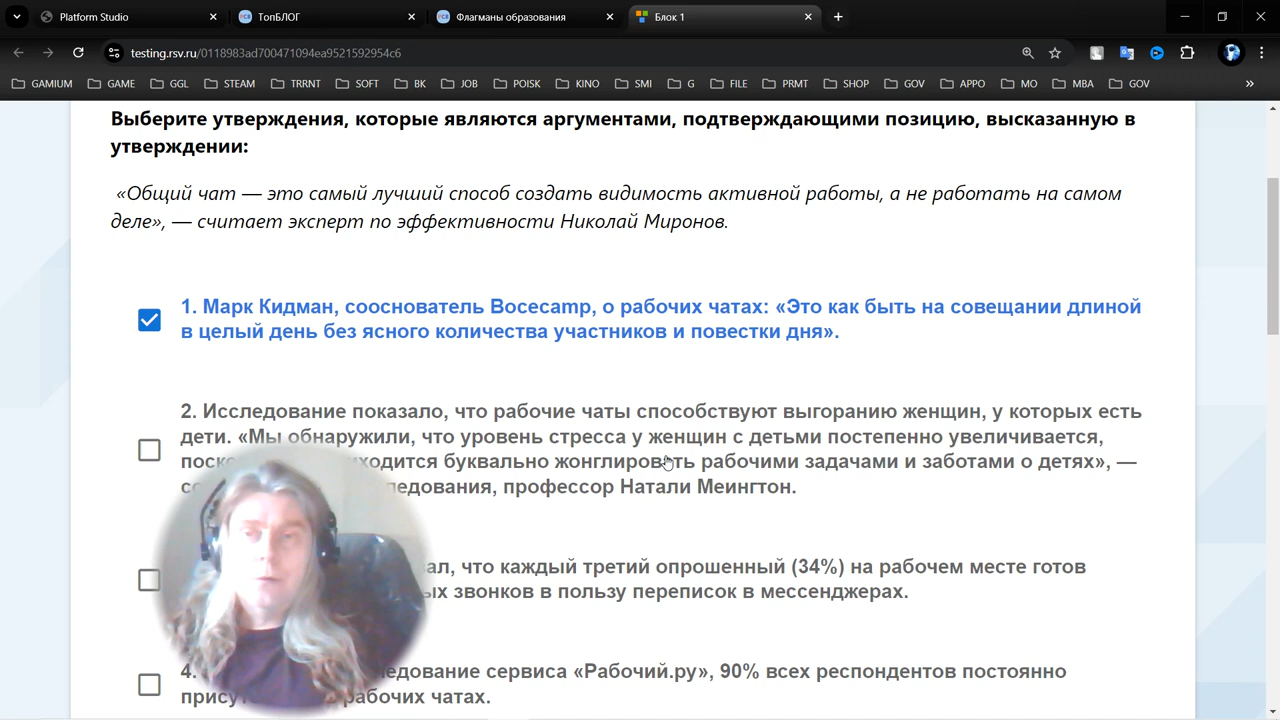 Platform Studio
ТопБЛОГ
Флагманы образования
Блок 1
testing.rsv.ru/0118983ad700471094ea9521592954c6
GAMIUM GAME GGL STEAM TRRNT SOFT BK JOB POISK KINO SMI G FILE PRMT SHOP GOV APPO MO MBA GOV
Выберите утверждения, которые являются аргументами, подтверждающими позицию, высказанную в
утверждении:
«Общий чат — это самый лучший способ создать видимость активной работы, а не работать на самом
деле», — считает эксперт по эффективности Николай Миронов.
1. Марк Кидман, сооснователь Bocecamp, о рабочих чатах: «Это как быть на совещании длиной
в целый день без ясного количества участников и повестки дня».
2. Исследование показало, что рабочие чаты способствуют выгоранию женщин, у которых есть
дети. «Мы обнаружили, что уровень стресса у женщин с детьми постепенно увеличивается,
буквально жонглировать рабочими задачами и заботами о детях», —
профессор Натали Меингтон.
что каждый третий опрошенный (34%) на рабочем месте готов
звонков в пользу переписок в мессенджерах.
4. сервиса «Рабочий.ру», 90% всех респондентов постоянно
рабочих чатах.